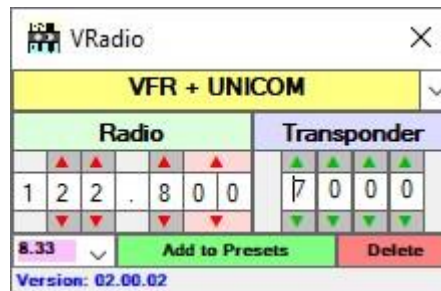 VRadio
VFR + UNICOM
Radio Transponder
1 2 2 . 8 0 0 7 0 0 0
8.33 Add to Presets Delete
Version: 02.00.02